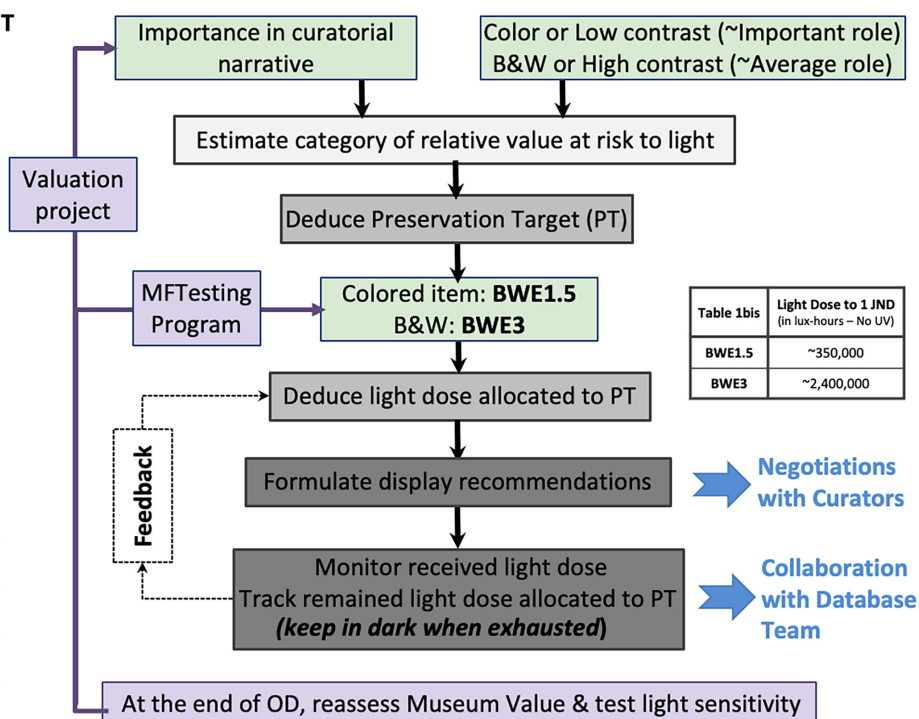 T
Importance in curatorial
narrative
Color or Low contrast (~Important role)
B&W or High contrast (~Average role)
Estimate category of relative value at risk to light
Valuation
project
Deduce Preservation Target (PT)
MFTesting
Program
Colored item: BWE1.5
B&W: BWE3
Table 1bis
Light Dose to 1 JND
(in lux-hours – No UV)
BWE1.5 ~350,000
BWE3 ~2,400,000
Deduce light dose allocated to PT
Feedback
Formulate display recommendations
Negotiations
with Curators
Monitor received light dose
Track remained light dose allocated to PT
(keep in dark when exhausted)
Collaboration
with Database
Team
At the end of OD, reassess Museum Value & test light sensitivity